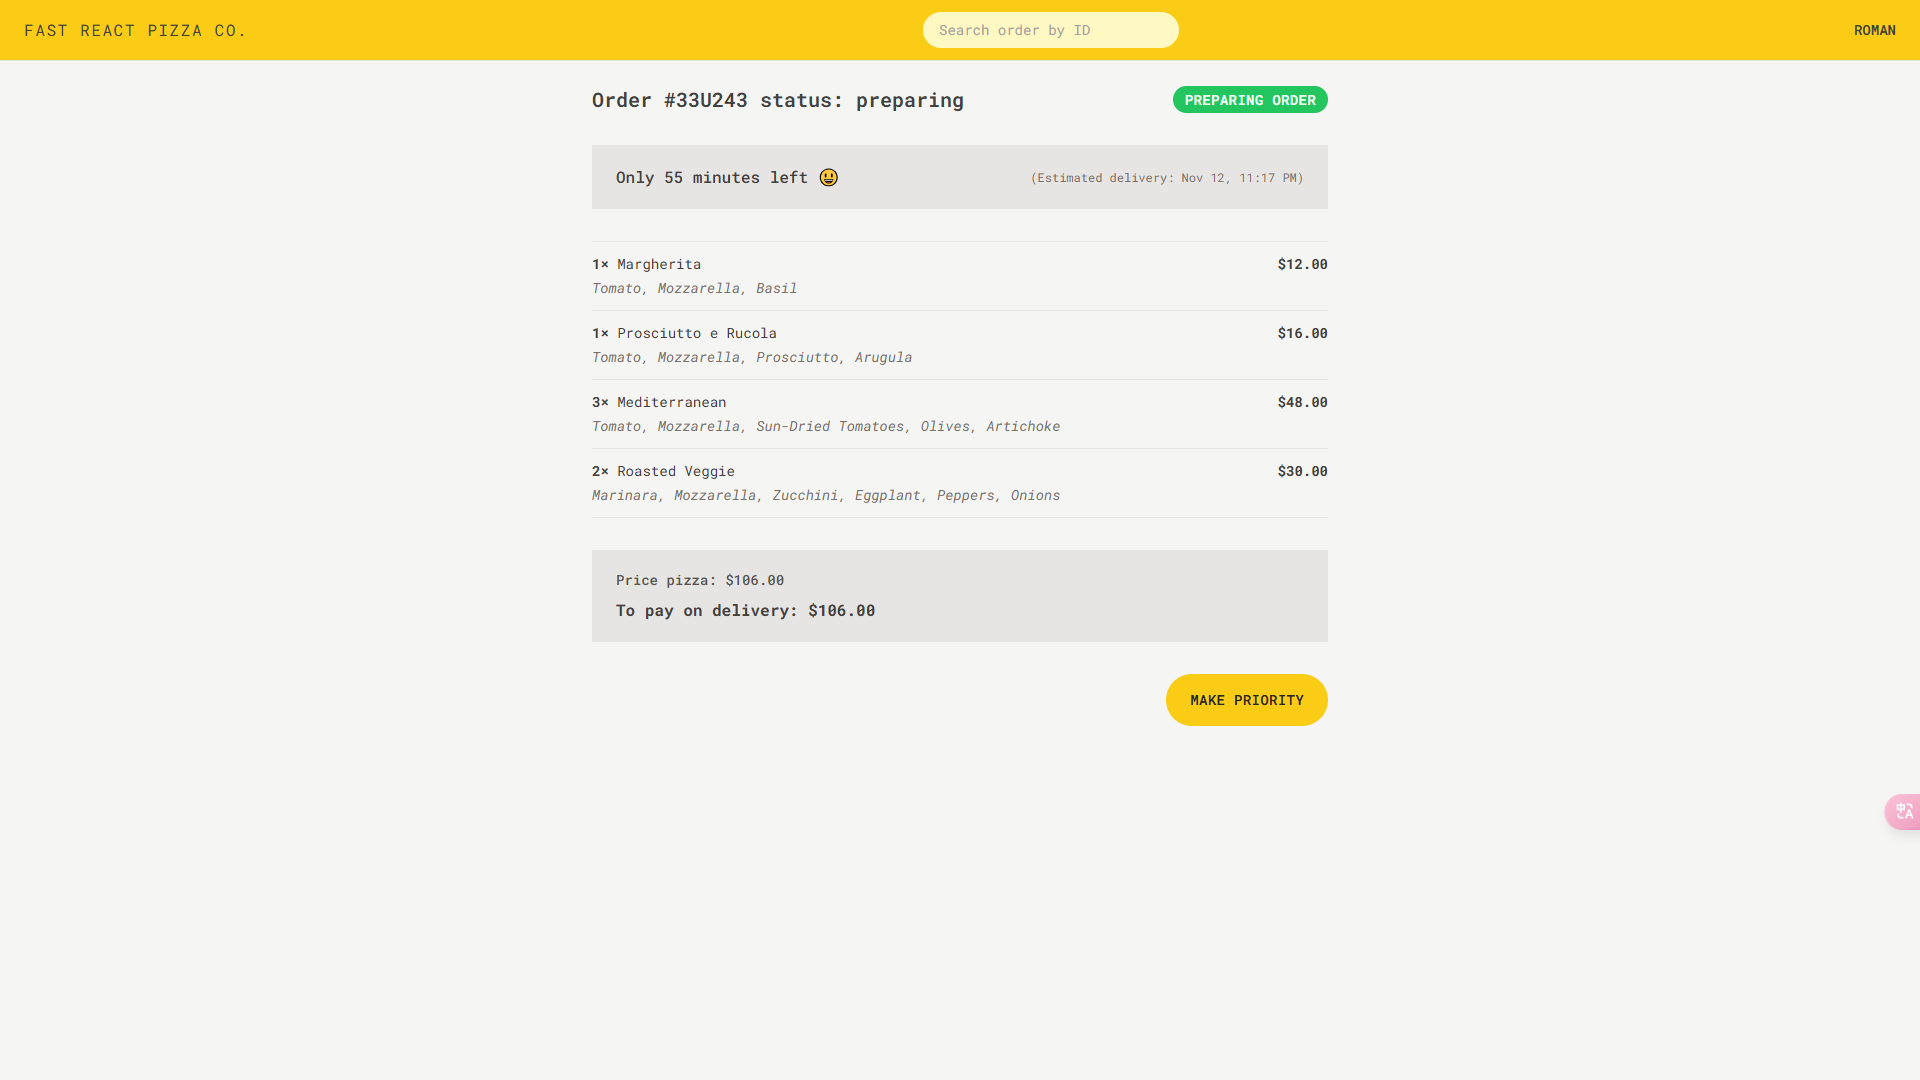 FAST REACT PIZZA CO.
Search order by ID
ROMAN
Order #33U243 status: preparing
PREPARING ORDER
Only 55 minutes left 😃
(Estimated delivery: Nov 12, 11:17 PM)
1× Margherita
$12.00
Tomato, Mozzarella, Basil
1× Prosciutto e Rucola
$16.00
Tomato, Mozzarella, Prosciutto, Arugula
3× Mediterranean
$48.00
Tomato, Mozzarella, Sun-Dried Tomatoes, Olives, Artichoke
2× Roasted Veggie
$30.00
Marinara, Mozzarella, Zucchini, Eggplant, Peppers, Onions
Price pizza: $106.00
To pay on delivery: $106.00
MAKE PRIORITY
中A